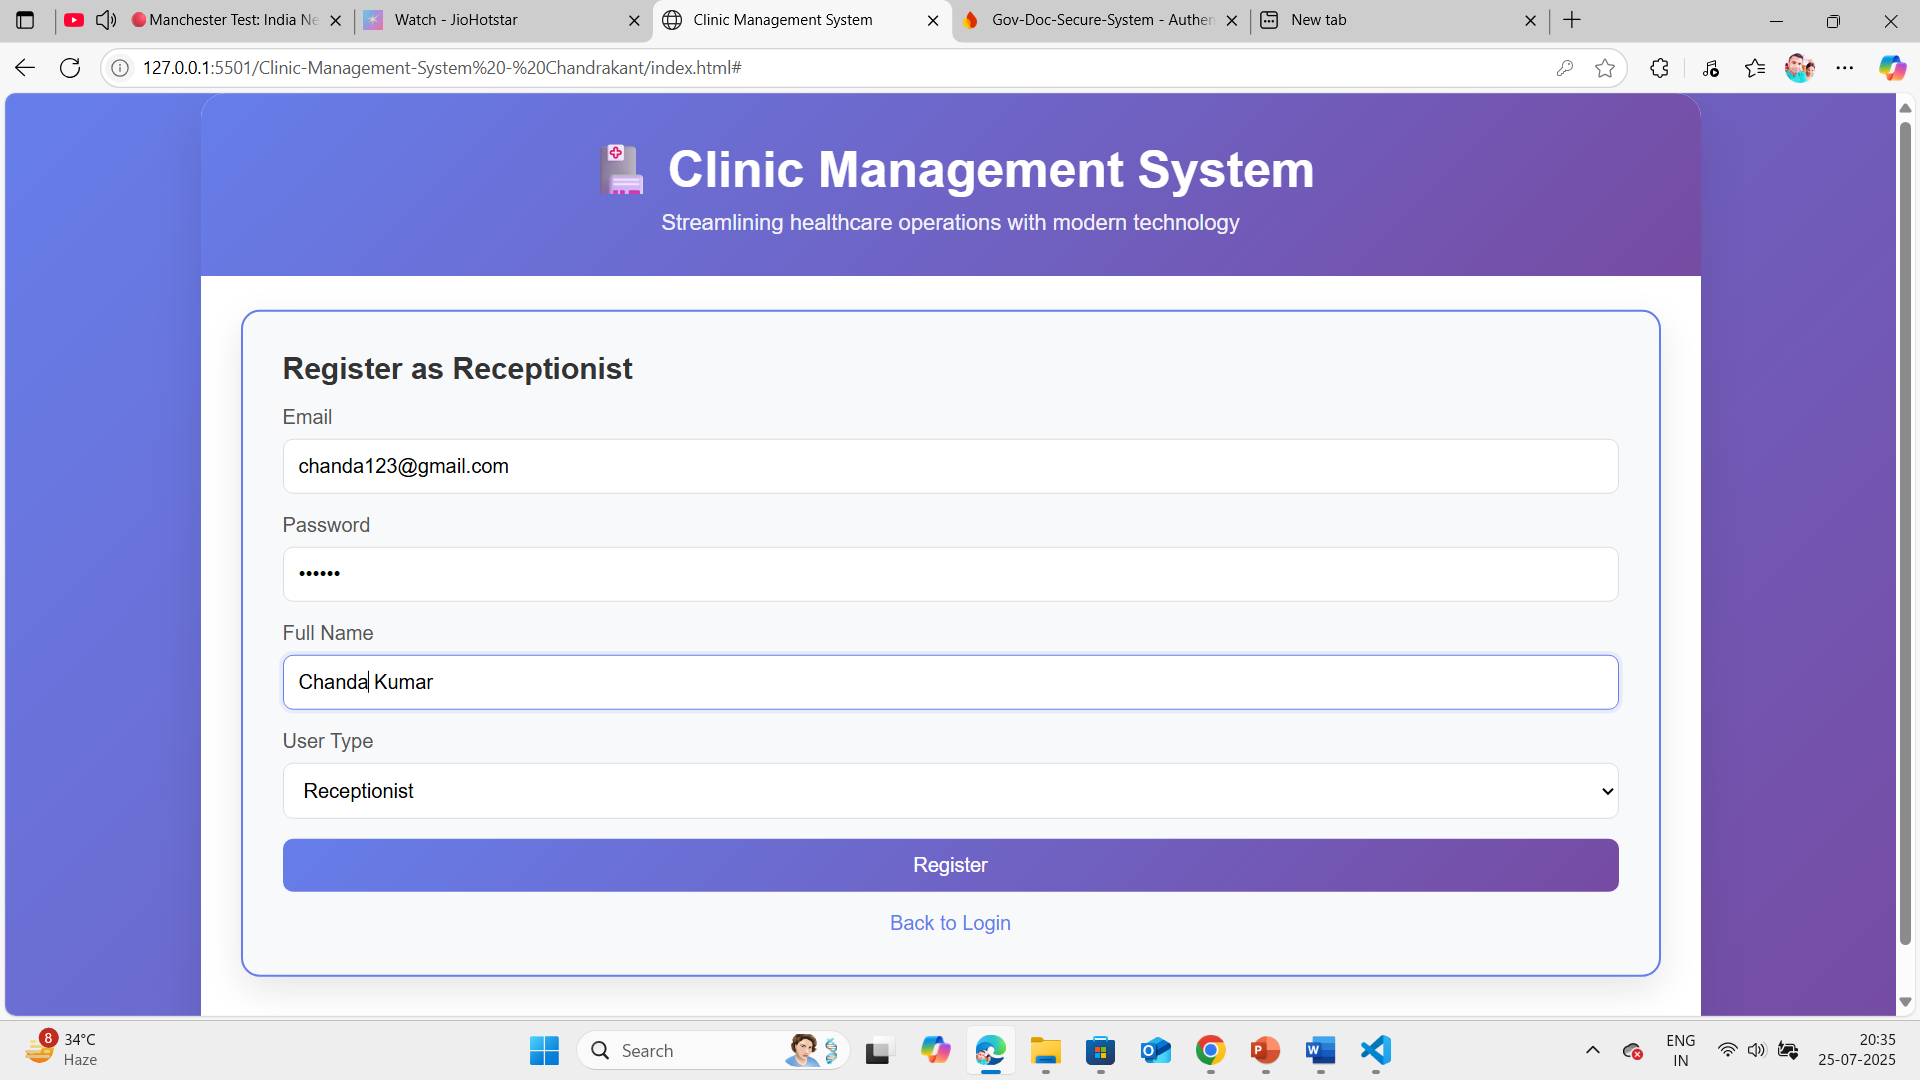 Manchester Test: India Ne
Watch - JioHotstar
Clinic Management System
Gov-Doc-Secure-System - Authen
New tab
127.0.0.1:5501/Clinic-Management-System%20-%20Chandrakant/index.html#
Clinic Management System
Streamlining healthcare operations with modern technology
Register as Receptionist
Email
chanda123@gmail.com
Password
••••••
Full Name
Chanda Kumar
User Type
Receptionist
Register
Back to Login
8
34°C
Haze
Search
ENG
IN
20:35
25-07-2025